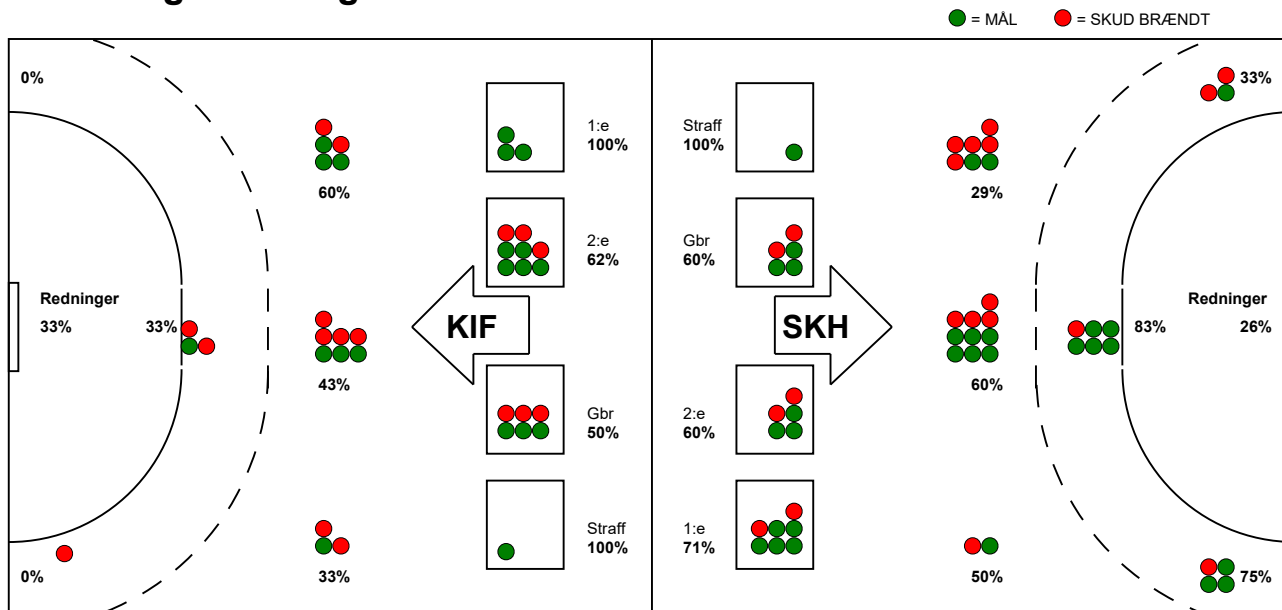 = MÅL = SKUD BRÆNDT
0%
33%
1:e
100%
Straff
100%
60%
29%
2:e
62%
Gbr
60%
Redninger
33%
33%
KIF
SKH
83%
Redninger
26%
43%
60%
Gbr
50%
2:e
60%
Straff
100%
1:e
71%
0%
33%
50%
75%